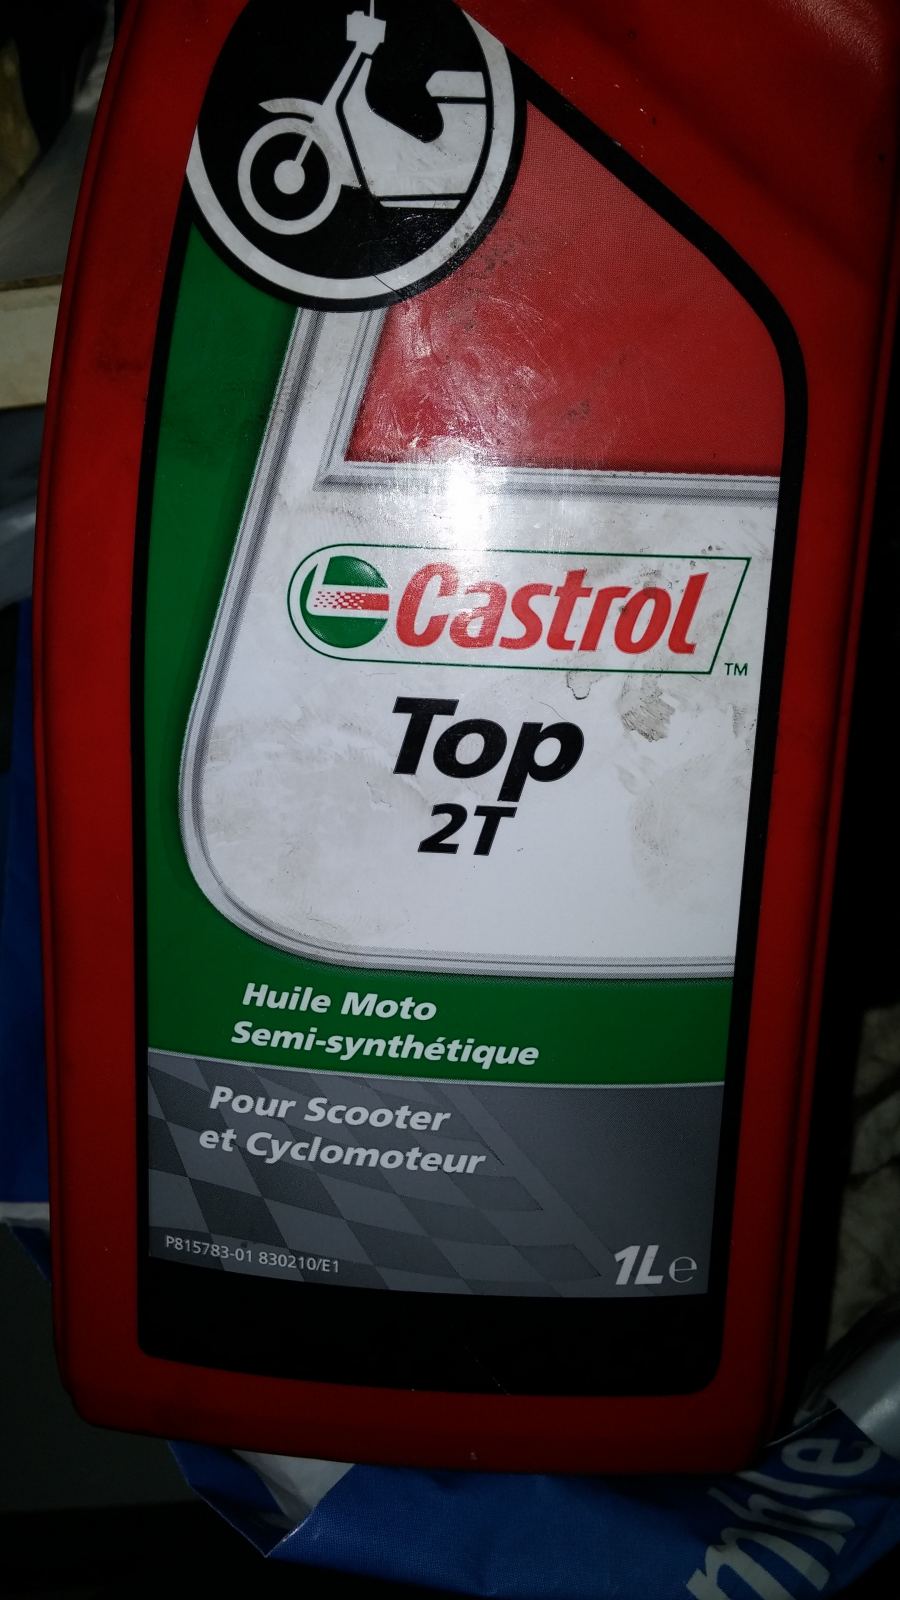 Castrol
TM
Top
2T
Huile Moto
Semi-synthétique
Pour Scooter
et Cyclomoteur
P815783-01 830210/E1
1L e